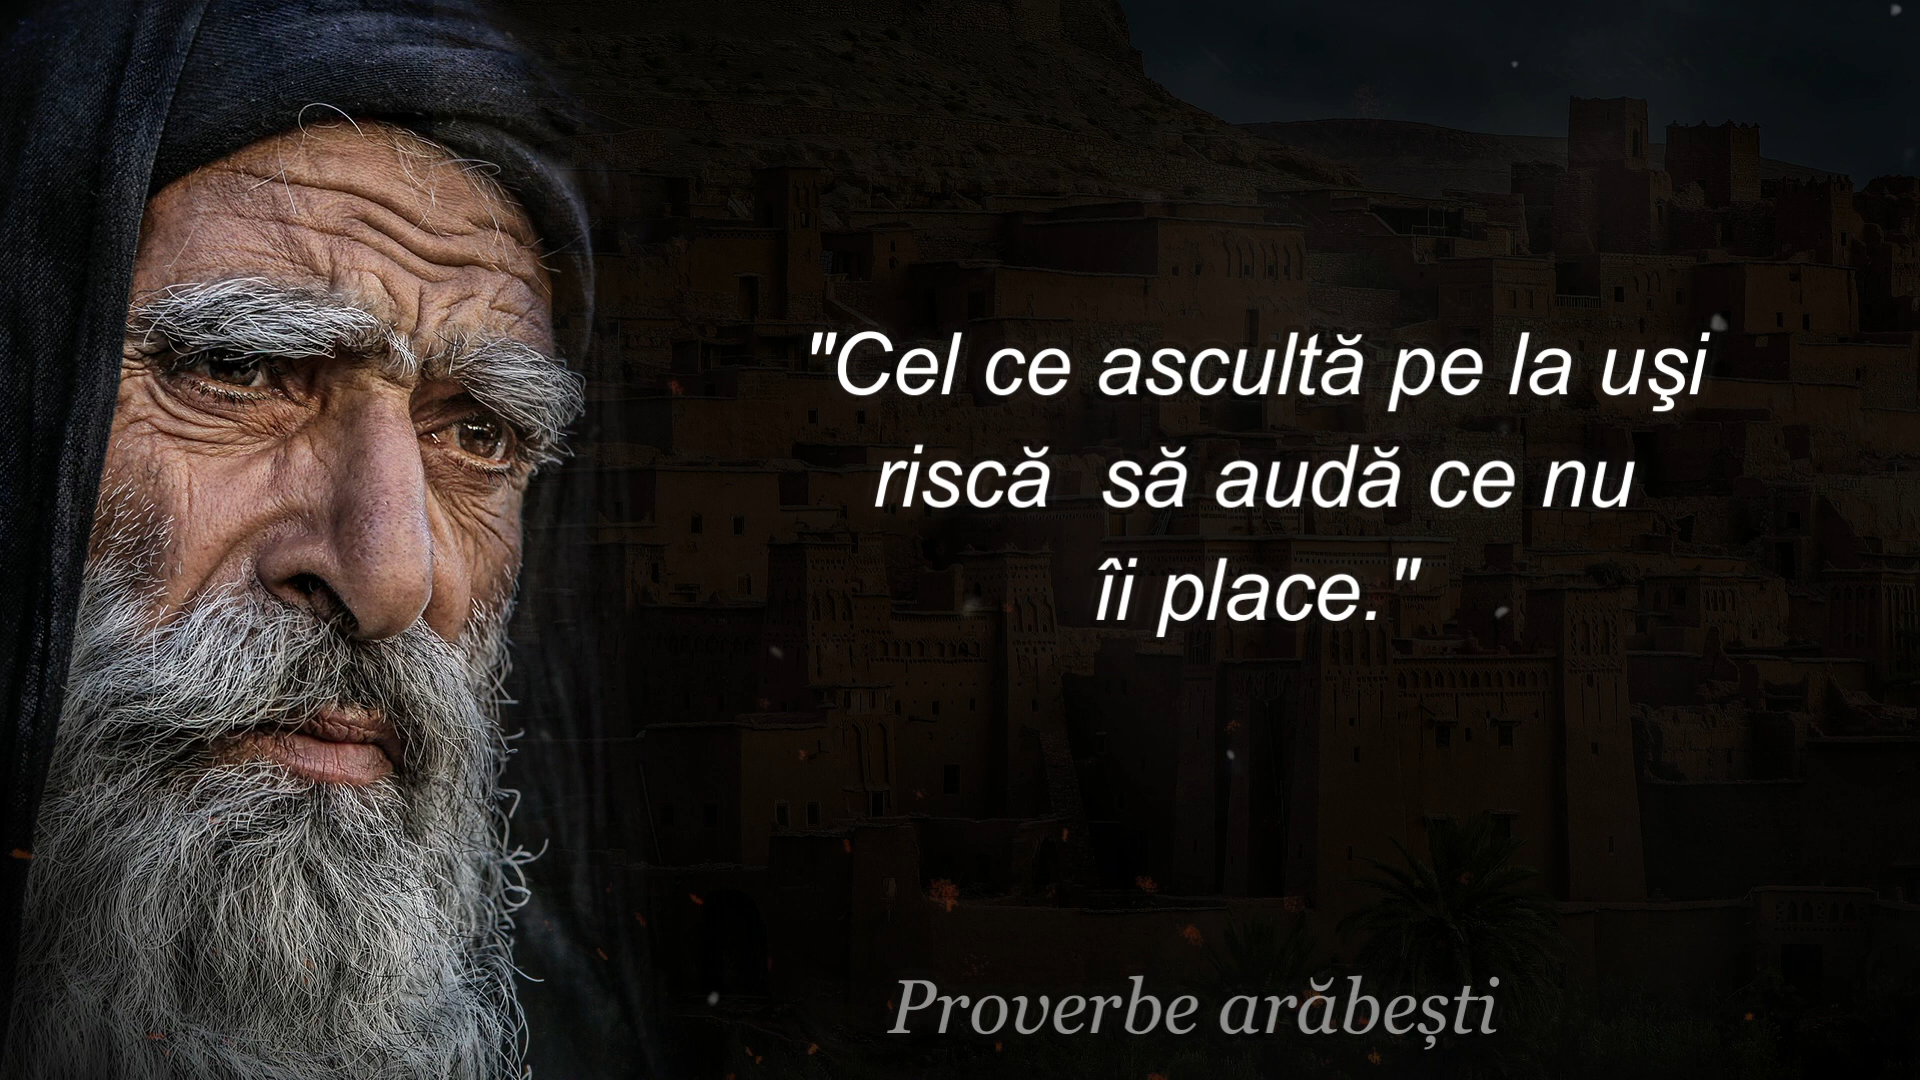 "Cel ce ascultă pe la uşi
riscă  să audă ce nu
îi place."
Proverbe arăbești